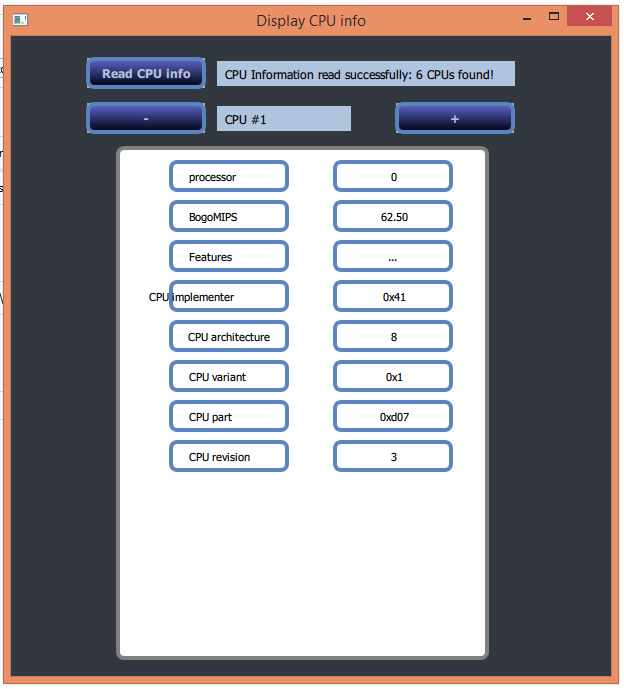 Display CPU info
Read CPU info CPU Information read successfully: 6 CPUs found!
- CPU #1 +
processor 0
BogoMIPS 62.50
Features ...
CPU implementer 0x41
CPU architecture 8
CPU variant 0x1
CPU part 0xd07
CPU revision 3